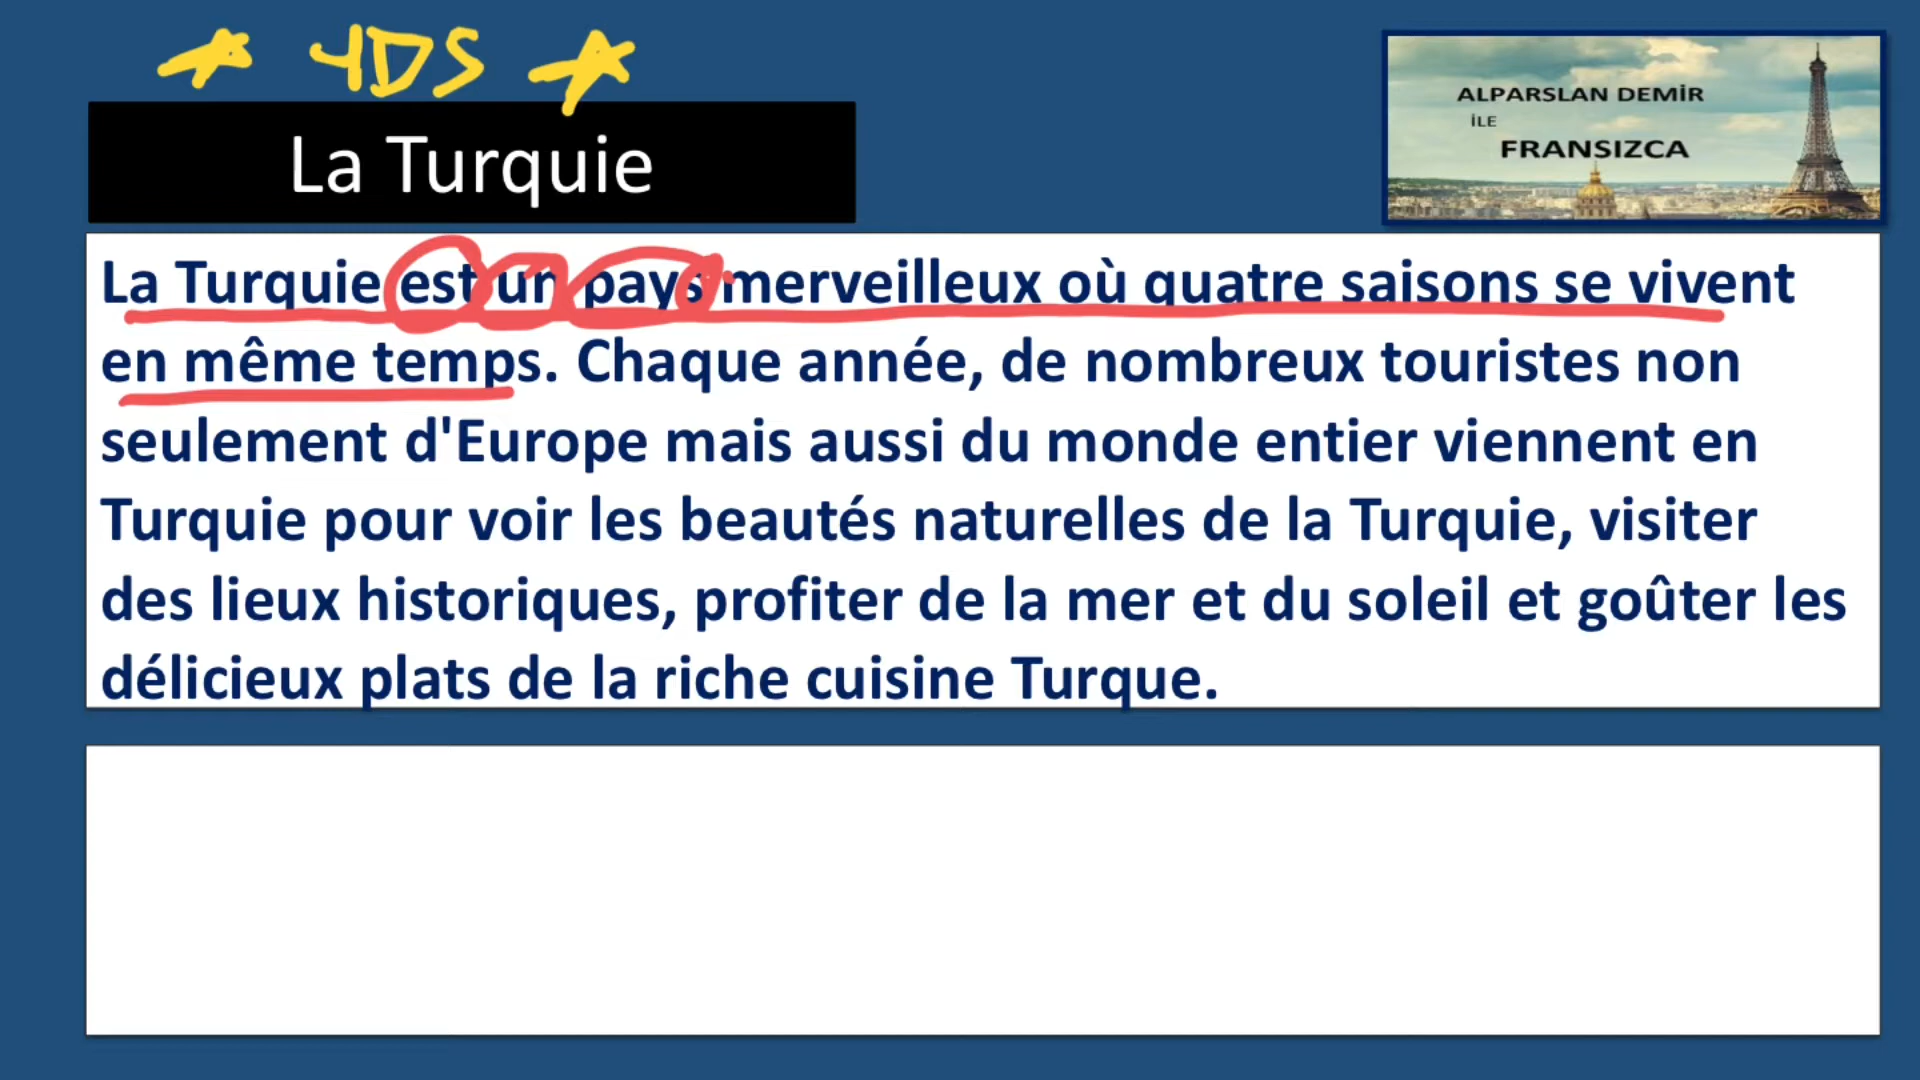 YDS
La Turquie
ALPARSLAN DEMİR
İLE
FRANSIZCA
La Turquie est un pays merveilleux où quatre saisons se vivent
en même temps. Chaque année, de nombreux touristes non
seulement d'Europe mais aussi du monde entier viennent en
Turquie pour voir les beautés naturelles de la Turquie, visiter
des lieux historiques, profiter de la mer et du soleil et goûter les
délicieux plats de la riche cuisine Turque.